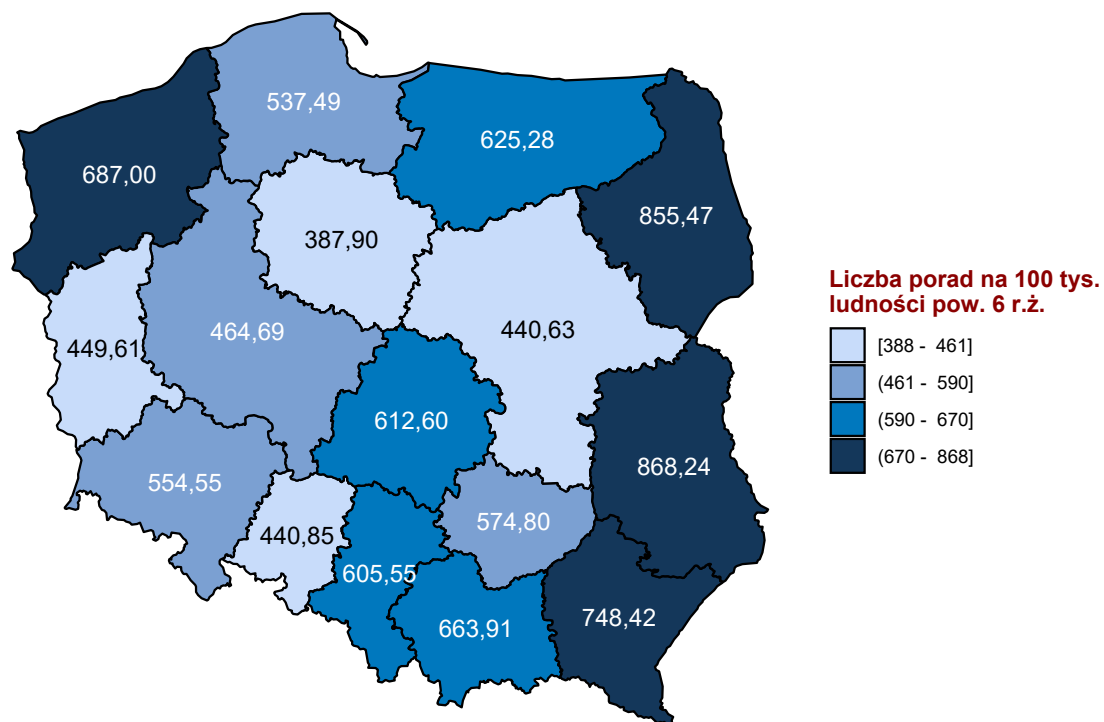 537,49
625,28
687,00
855,47
387,90
464,69
440,63
449,61
612,60
868,24
554,55
574,80
440,85
605,55
748,42
663,91
Liczba porad na 100 tys.
ludności pow. 6 r.ż.
[388 - 461]
(461 - 590]
(590 - 670]
(670 - 868]